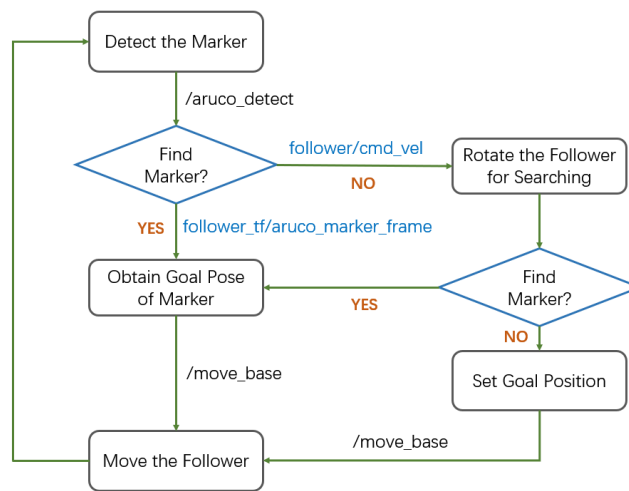 Detect the Marker
/aruco_detect
Find
Marker?
follower/cmd_vel
NO
Rotate the Follower
for Searching
YES
follower_tf/aruco_marker_frame
Obtain Goal Pose
of Marker
YES
Find
Marker?
NO
/move_base
Set Goal Position
/move_base
Move the Follower